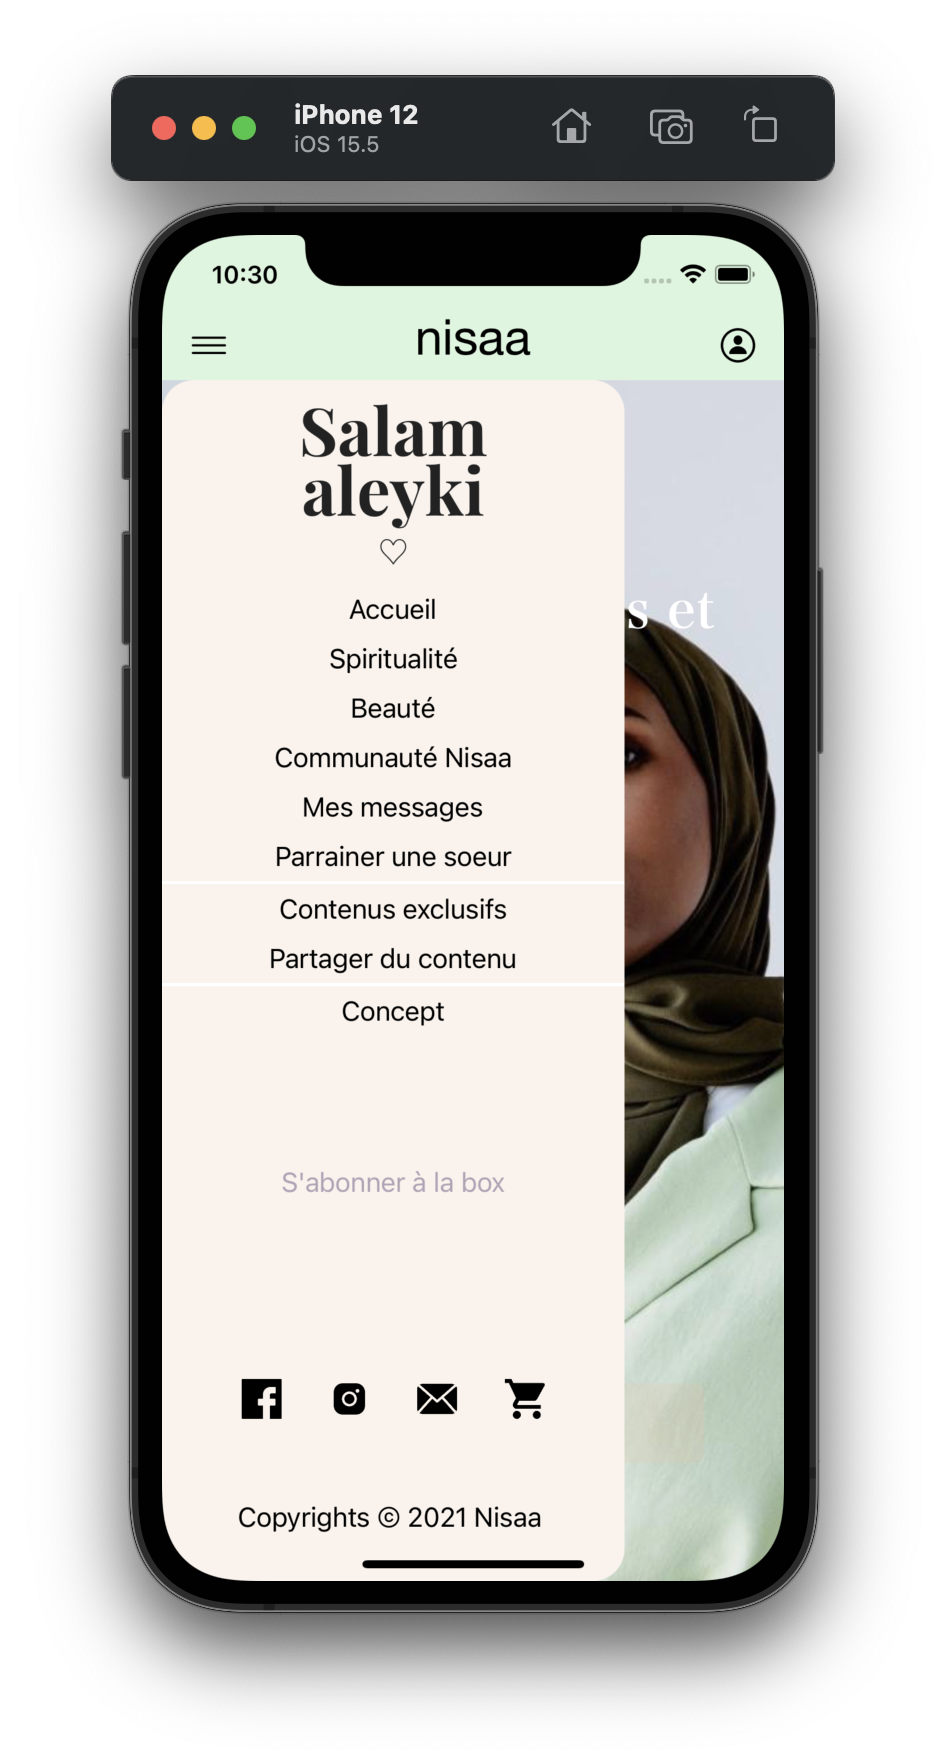 iPhone 12
iOS 15.5
10:30
nisaa
Salam
aleyki
♡
Accueil
Spiritualité
s et
Beauté
Communauté Nisaa
Mes messages
Parrainer une soeur
Contenus exclusifs
Partager du contenu
Concept
S'abonner à la box
Copyrights © 2021 Nisaa